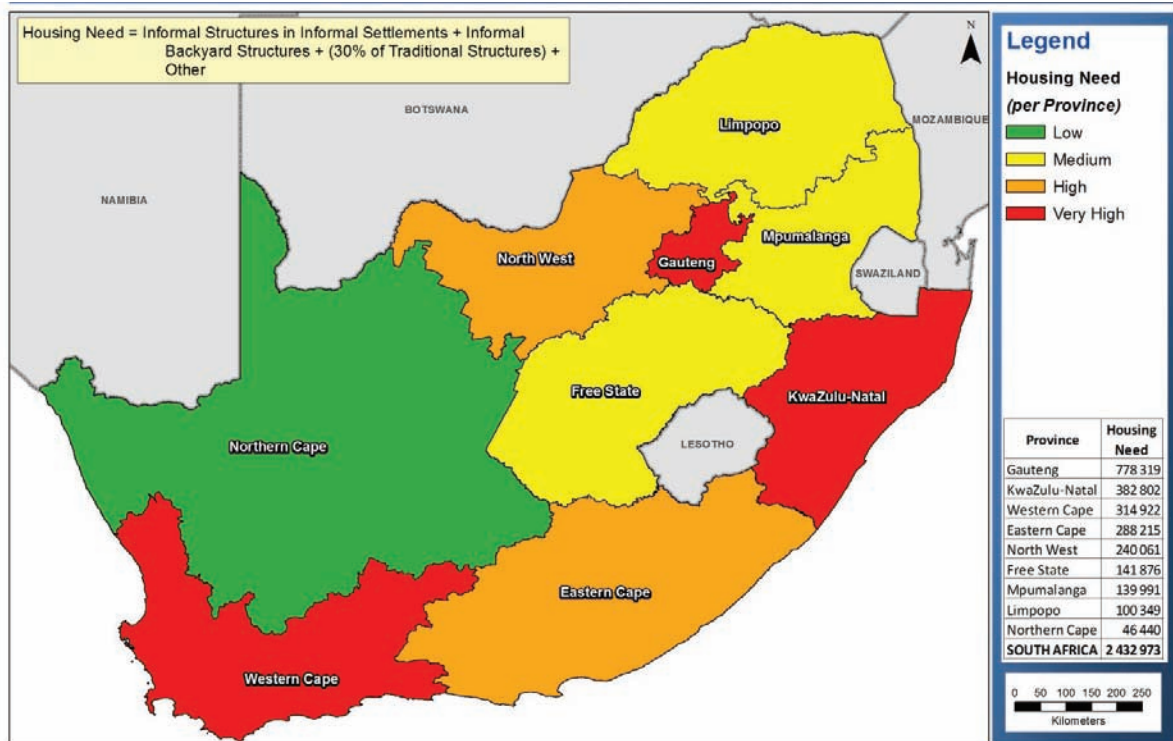 Housing Need = Informal Structures in Informal Settlements + Informal
Backyard Structures + (30% of Traditional Structures) +
Other
N
BOTSWANA
NAMIBIA
MOZAMBIQUE
Limpopo
North West
Gauteng
Mpumalanga
SWAZILAND
Free State
KwaZulu-Natal
LESOTHO
Northern Cape
Eastern Cape
Western Cape
Legend
Housing Need
(per Province)
Low
Medium
High
Very High
Province Housing Need
Gauteng 778 319
KwaZulu-Natal 382 802
Western Cape 314 922
Eastern Cape 288 215
North West 240 061
Free State 141 876
Mpumalanga 139 991
Limpopo 100 349
Northern Cape 46 440
SOUTH AFRICA 2 432 973
0 50 100 150 200 250
Kilometers